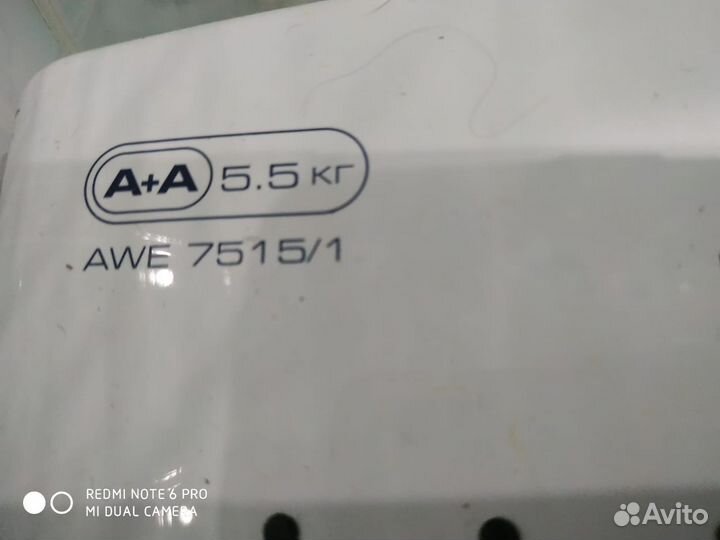 A+A 5.5 кг
AWE 7515/1
REDMI NOTE 6 PRO
MI DUAL CAMERA
Avito